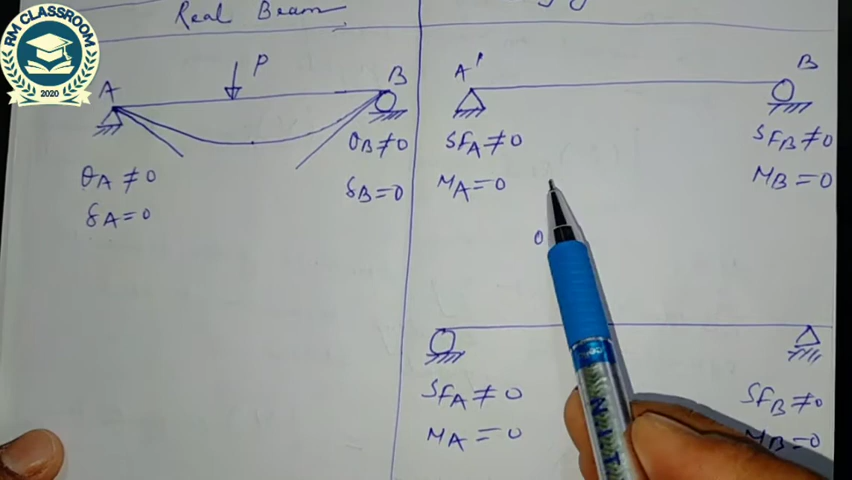 RM CLASSROOM
2020
Real Beam
A
P
B
θA ≠ 0
δA = 0
θB ≠ 0
δB = 0
A'
B
SFA ≠ 0
MA = 0
SFB ≠ 0
MB = 0
0
SFA ≠ 0
MA = 0
SFB ≠ 0
MB = 0